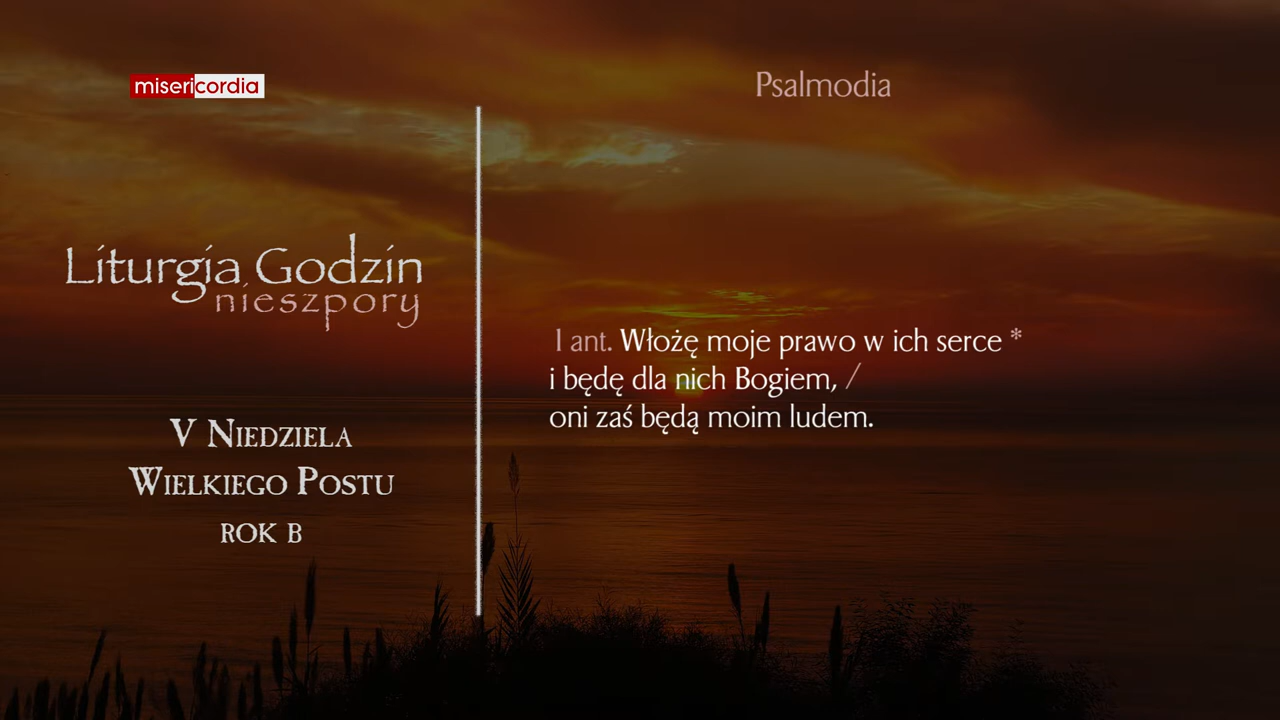 misericordia
Psalmodia
Liturgia Godzin
nieszpory
V Niedziela
Wielkiego Postu
rok B
1 ant. Włożę moje prawo w ich serce *
i będę dla nich Bogiem, /
oni zaś będą moim ludem.